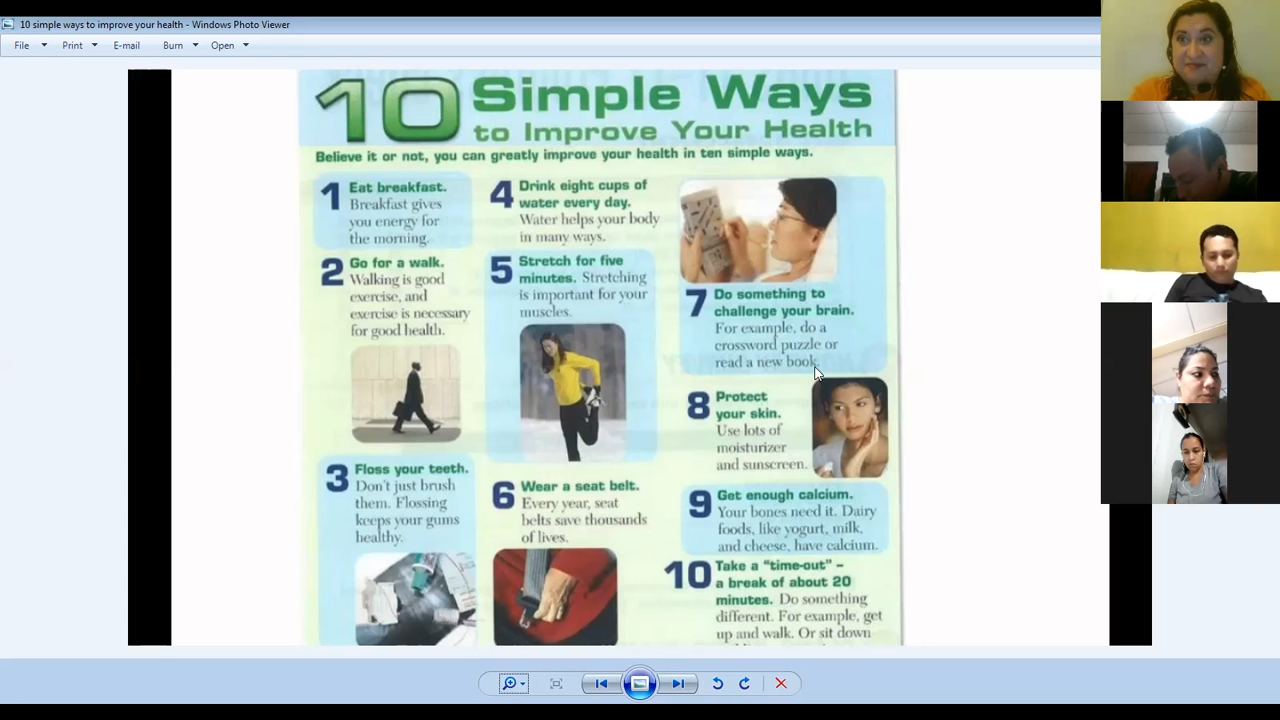 10 simple ways to improve your health - Windows Photo Viewer
File Print E-mail Burn Open
10 Simple Ways
to Improve Your Health
Believe it or not, you can greatly improve your health in ten simple ways.
1 Eat breakfast.
Breakfast gives
you energy for
the morning.
2 Go for a walk.
Walking is good
exercise, and
exercise is necessary
for good health.
3 Floss your teeth.
Don't just brush
them. Flossing
keeps your gums
healthy.
4 Drink eight cups of
water every day.
Water helps your body
in many ways.
5 Stretch for five
minutes. Stretching
is important for your
muscles.
6 Wear a seat belt.
Every year, seat
belts save thousands
of lives.
7 Do something to
challenge your brain.
For example, do a
crossword puzzle or
read a new book.
8 Protect
your skin.
Use lots of
moisturizer
and sunscreen.
9 Get enough calcium.
Your bones need it. Dairy
foods, like yogurt, milk,
and cheese, have calcium.
10 Take a "time-out" –
a break of about 20
minutes. Do something
different. For example, get
up and walk. Or sit down